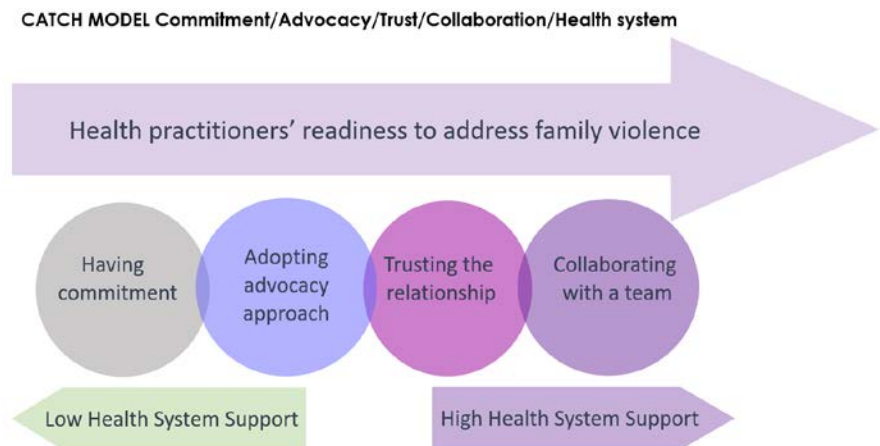 CATCH MODEL Commitment/Advocacy/Trust/Collaboration/Health system
Health practitioners' readiness to address family violence
Having
commitment
Adopting
advocacy
approach
Trusting the
relationship
Collaborating
with a team
Low Health System Support
High Health System Support